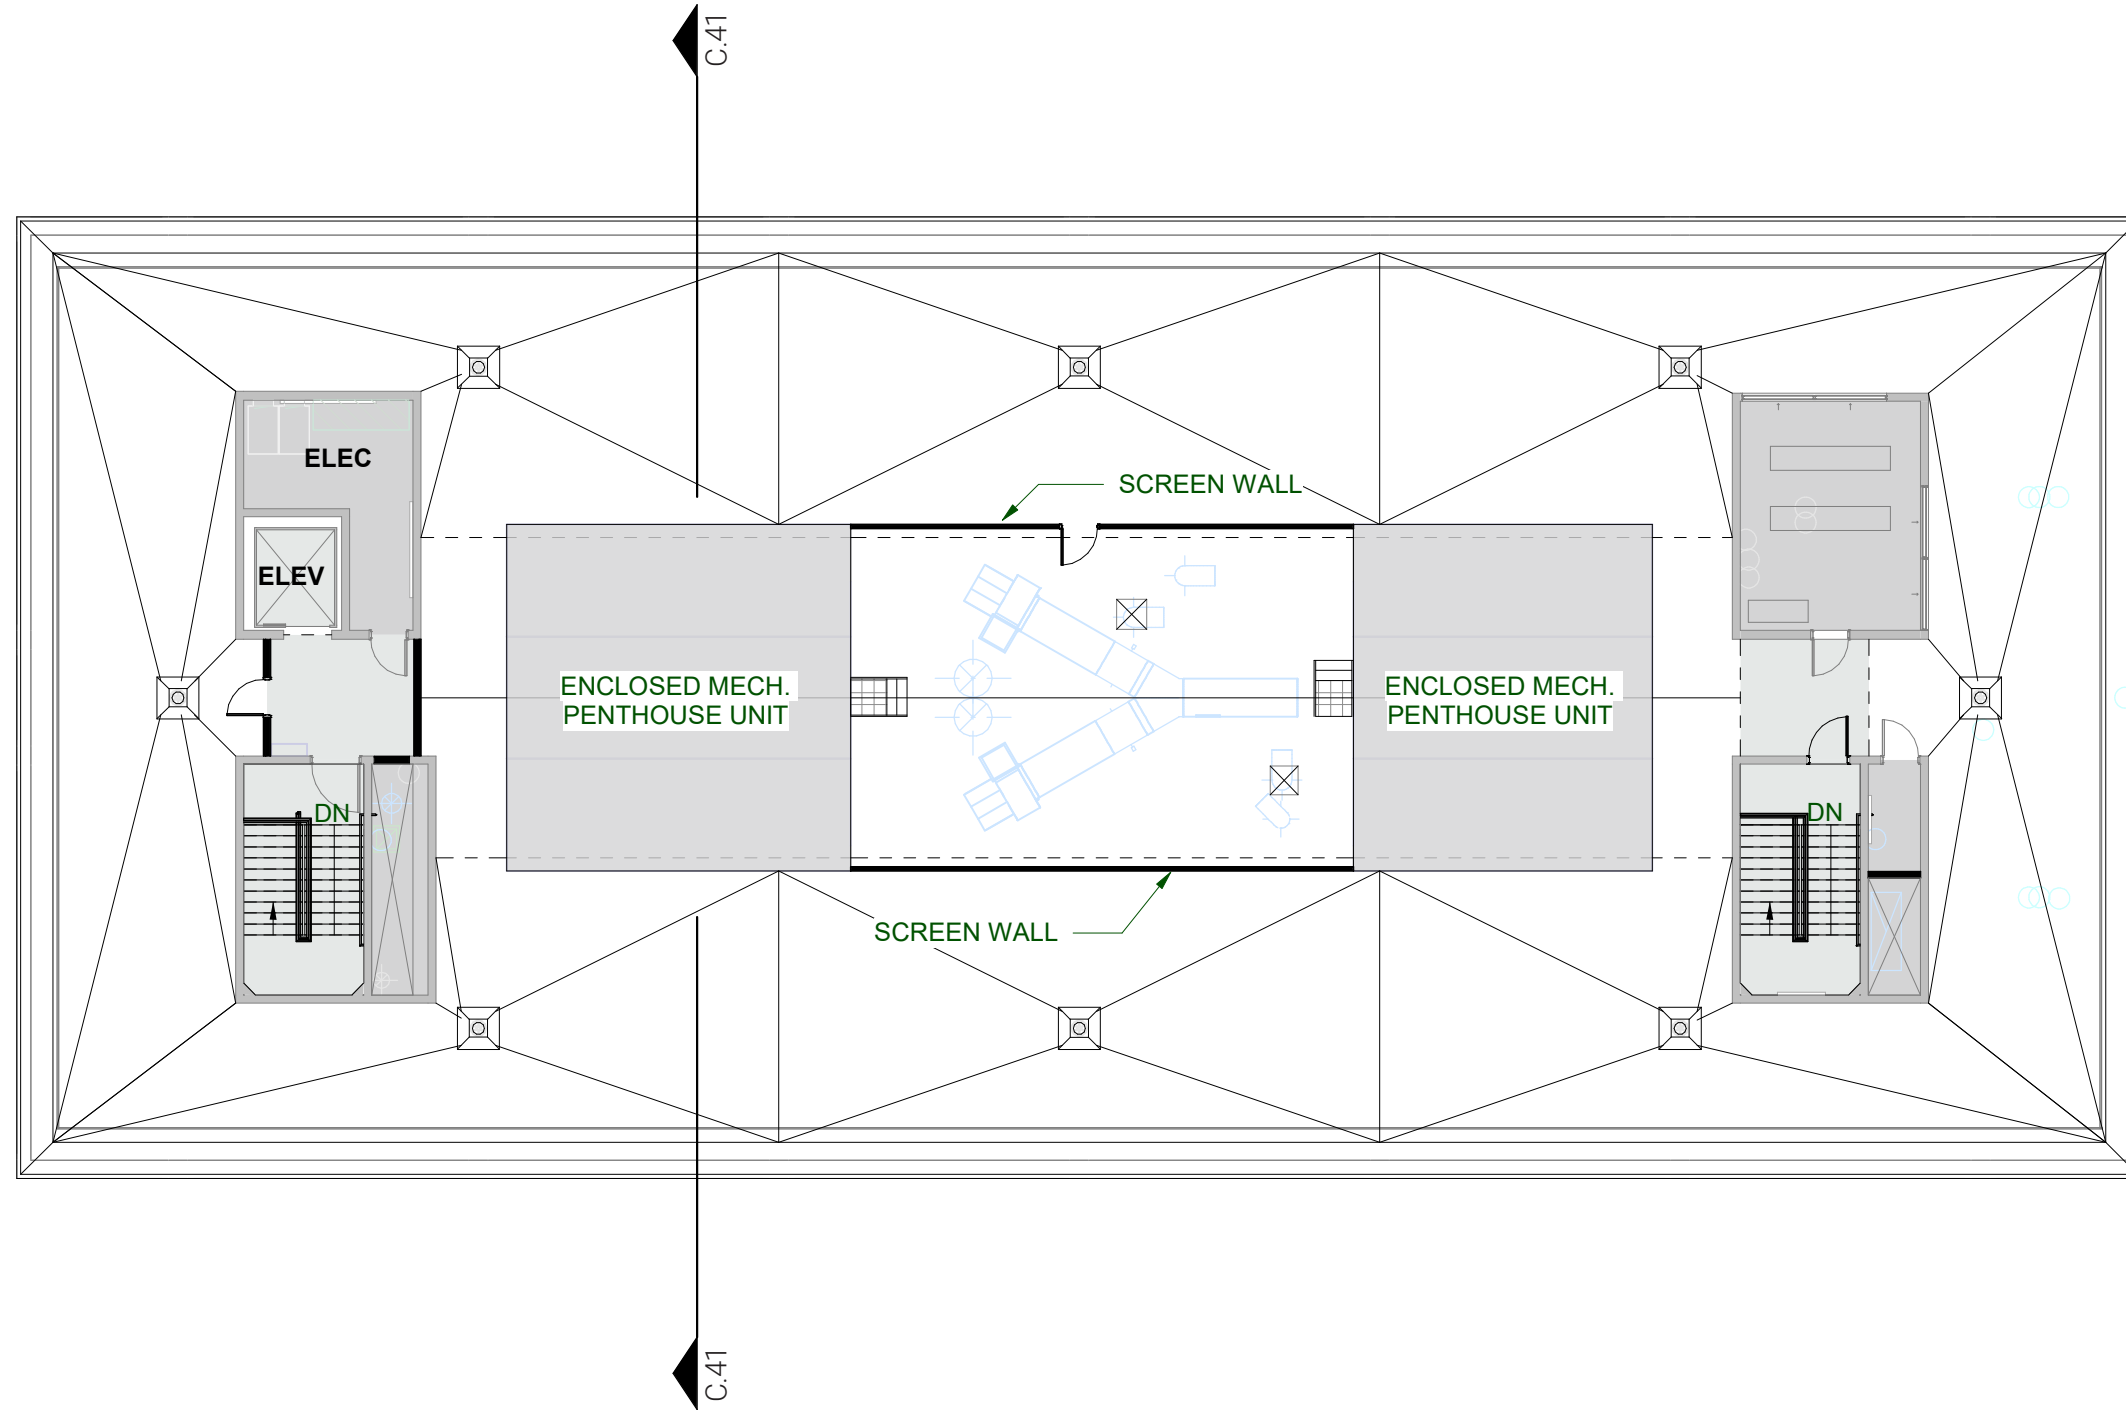 C.41
ELEC
SCREEN WALL
ELEV
ENCLOSED MECH.
PENTHOUSE UNIT
ENCLOSED MECH.
PENTHOUSE UNIT
DN
DN
SCREEN WALL
C.41